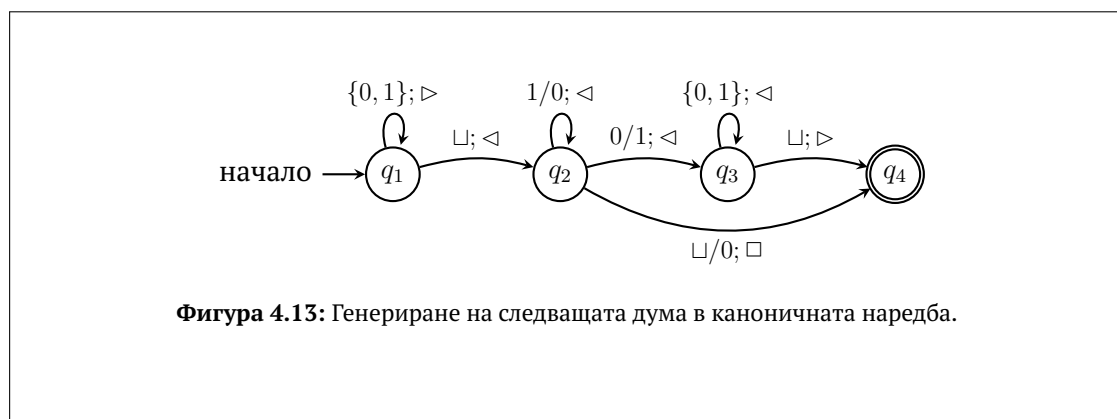 {0, 1}; ▷
1/0; ◁
{0, 1}; ◁
⊔; ◁
0/1; ◁
⊔; ▷
начало
q₁
q₂
q₃
q₄
⊔/0; □
Фигура 4.13: Генериране на следващата дума в каноничната наредба.